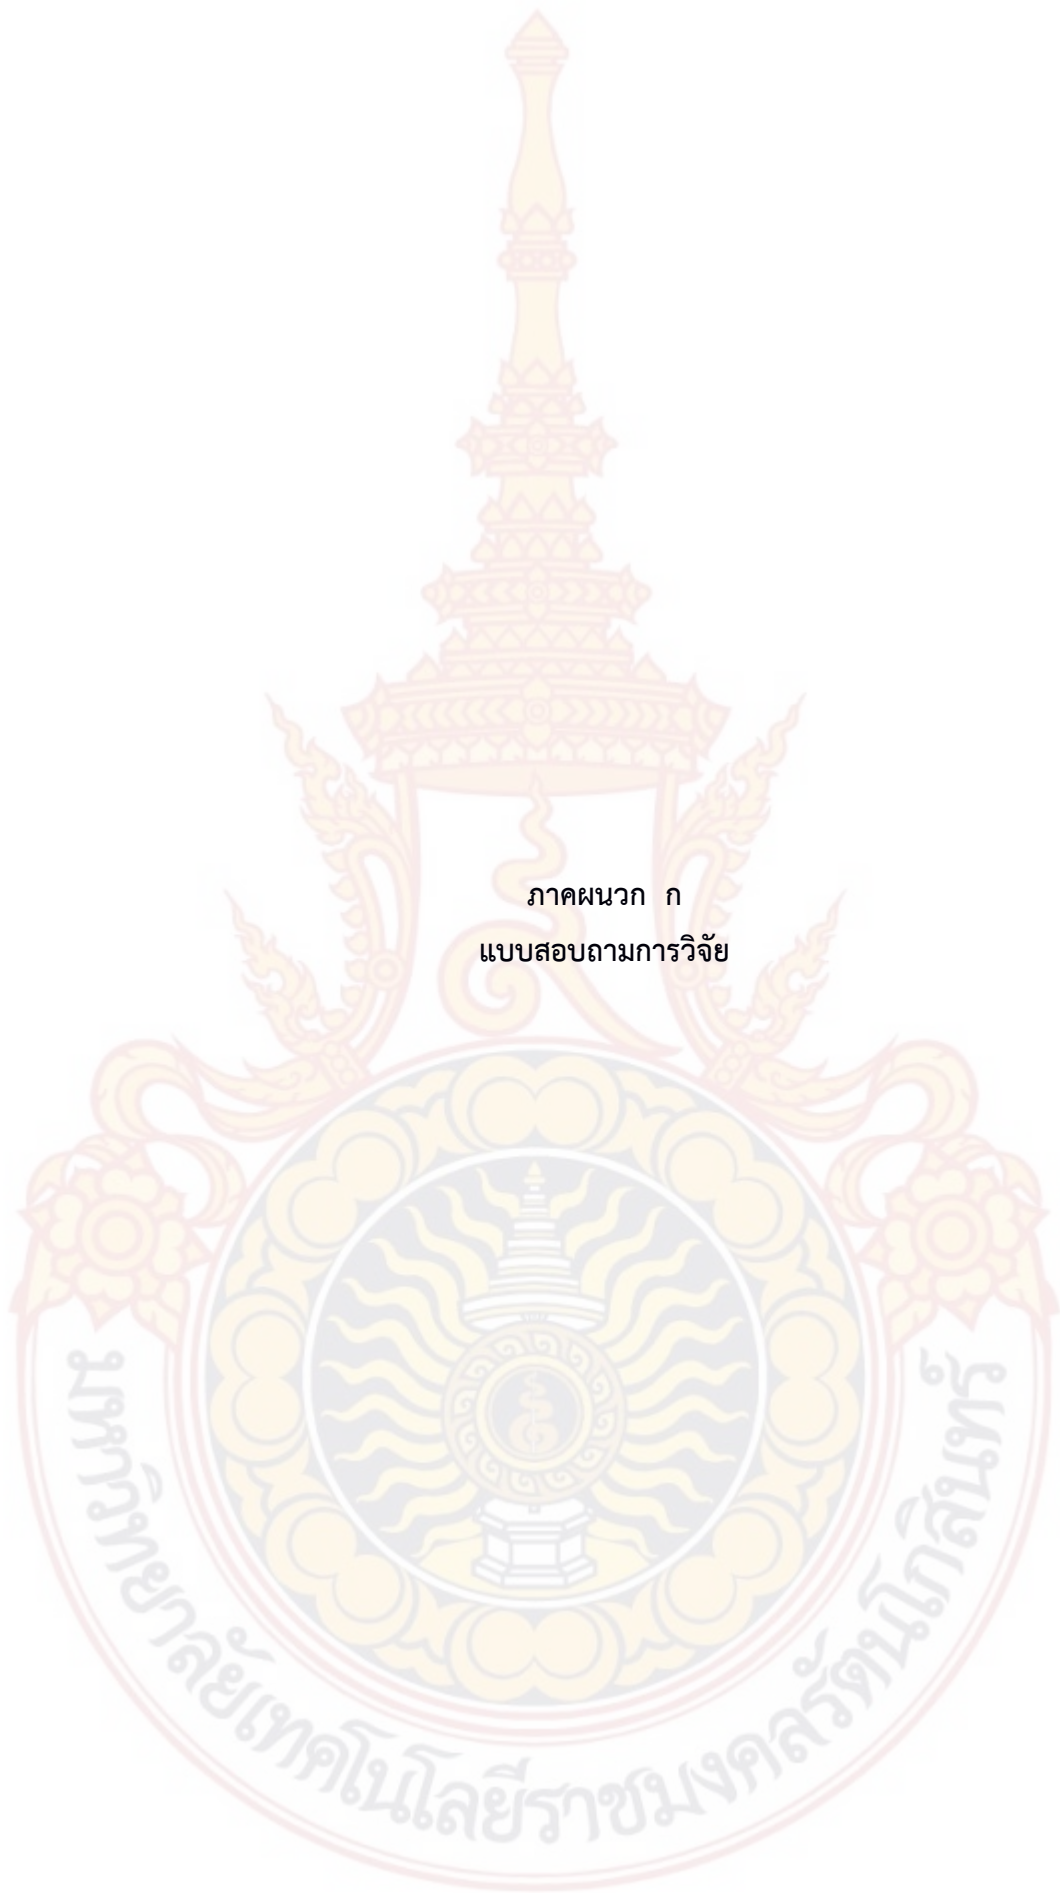 ภาคผนวก ก
แบบสอบถามการวิจัย
มหาวิทยาลัยเทคโนโลยีราชมงคลรัตนโกสินทร์